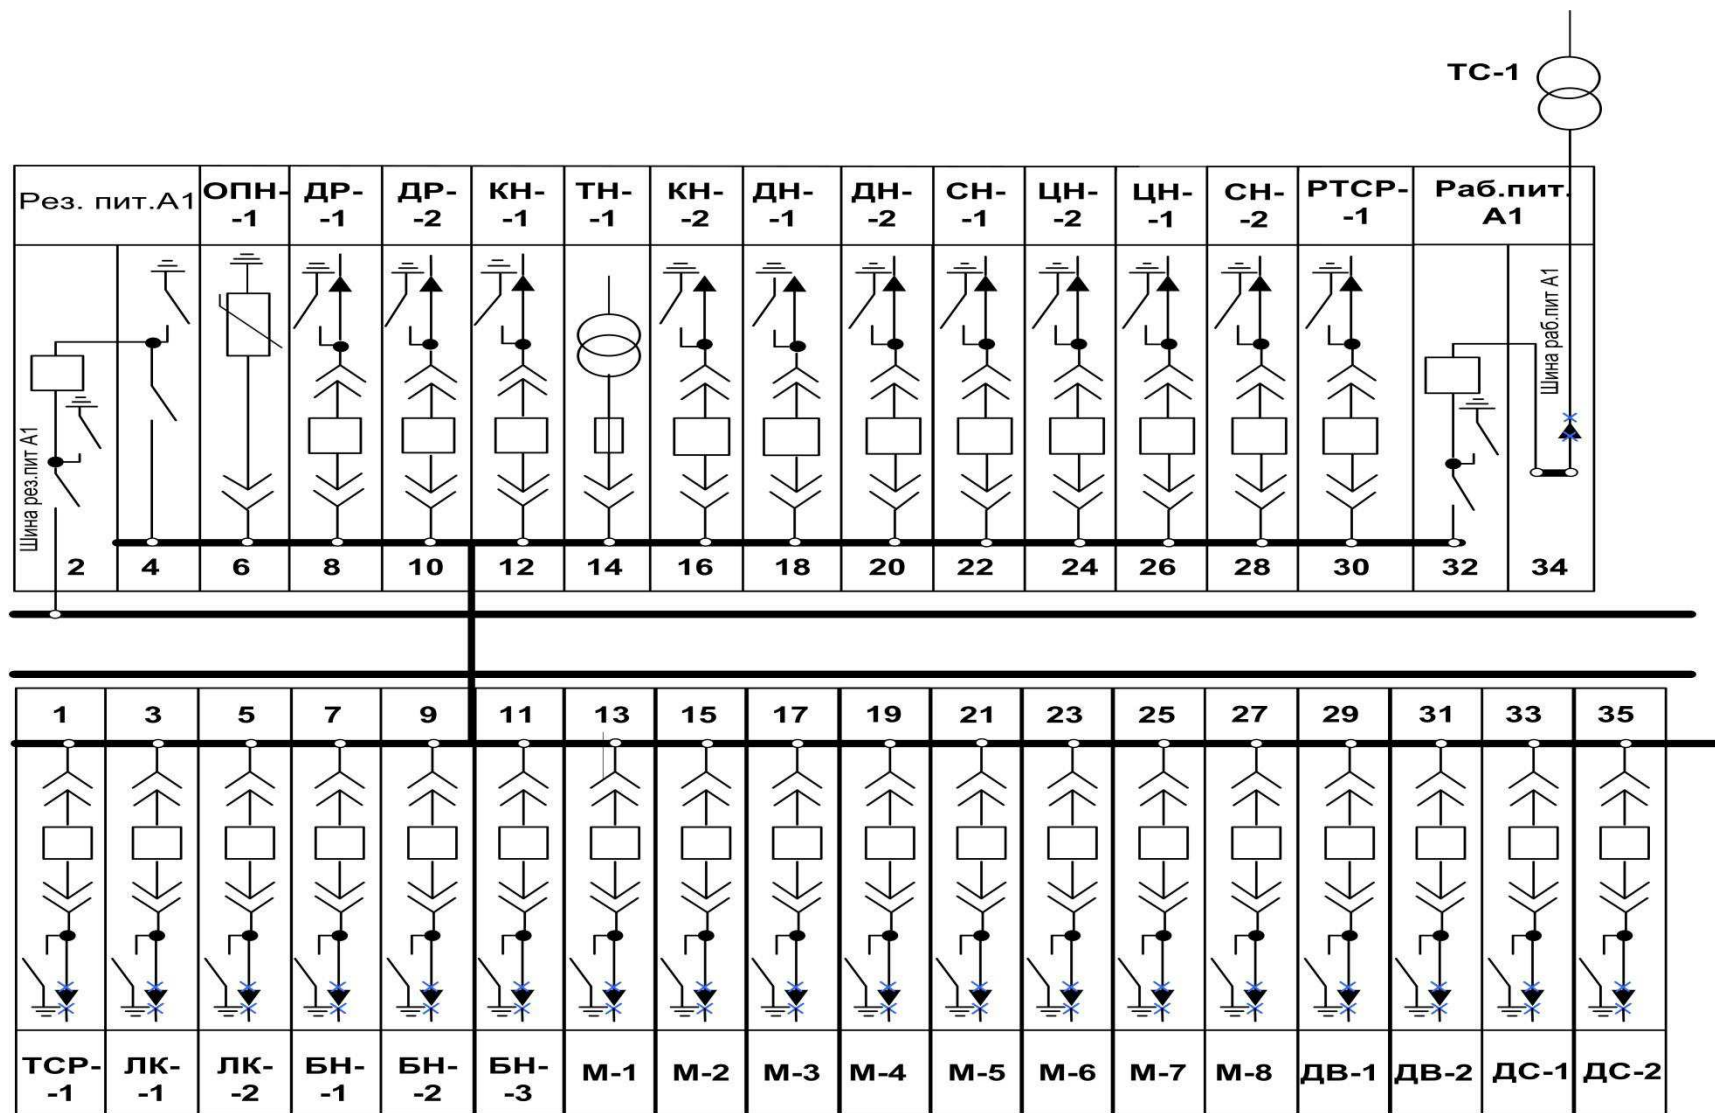 ТС-1
Рез. пит.А1
ОПН-
-1
ДР-
-1
ДР-
-2
КН-
-1
ТН-
-1
КН-
-2
ДН-
-1
ДН-
-2
СН-
-1
ЦН-
-2
ЦН-
-1
СН-
-2
РТСР-
-1
Раб.пит.
А1
Шина рез.пит А1
Шина раб.пит А1
2
4
6
8
10
12
14
16
18
20
22
24
26
28
30
32
34
1
3
5
7
9
11
13
15
17
19
21
23
25
27
29
31
33
35
ТСР-
-1
ЛК-
-1
ЛК-
-2
БН-
-1
БН-
-2
БН-
-3
М-1
М-2
М-3
М-4
М-5
М-6
М-7
М-8
ДВ-1
ДВ-2
ДС-1
ДС-2